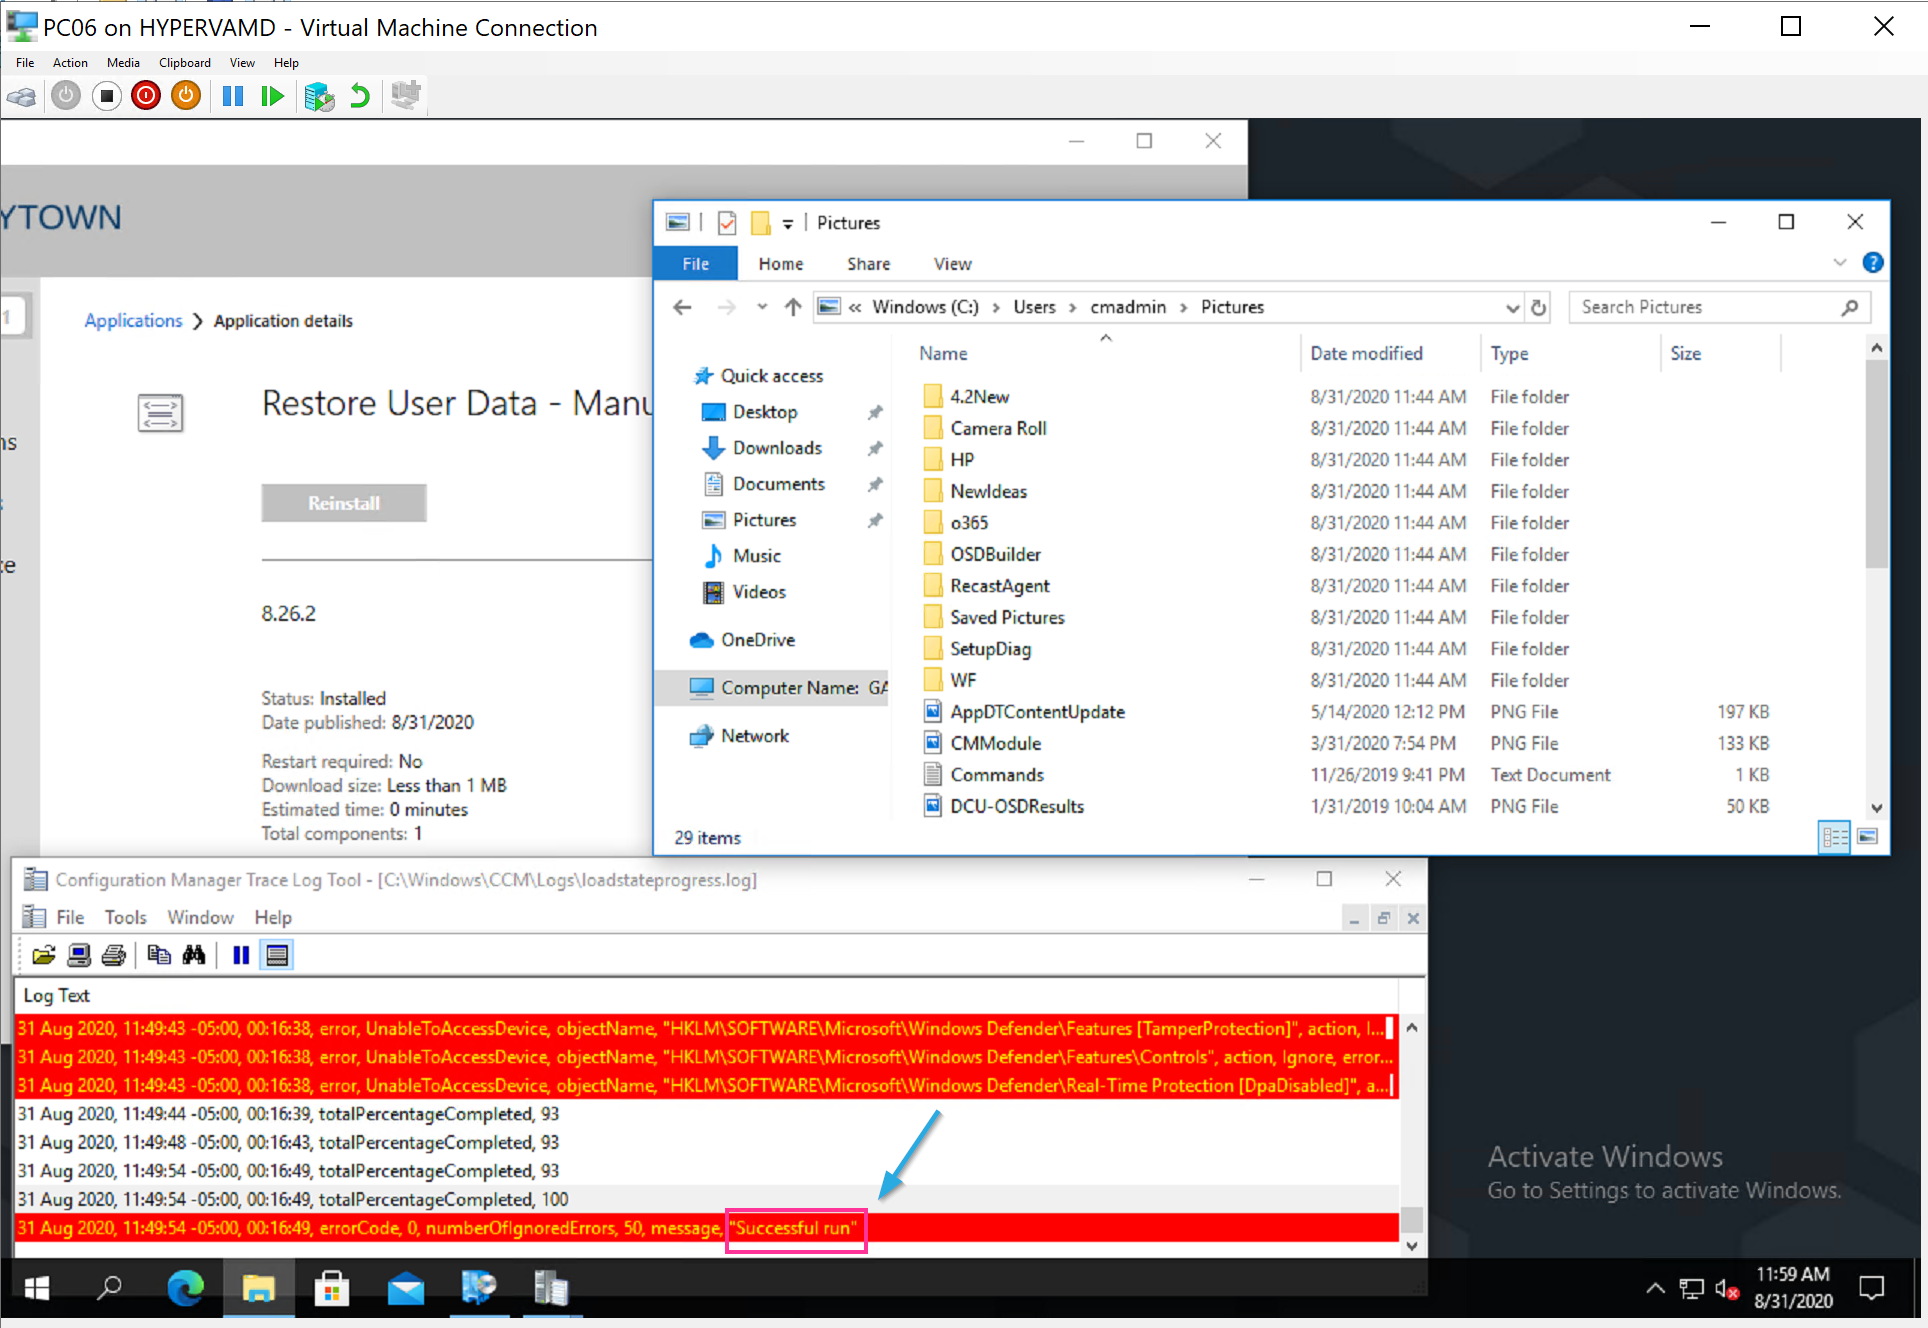 PC06 on HYPERVAMD - Virtual Machine Connection
File Action Media Clipboard View Help
YTOWN
1
Applications > Application details
Restore User Data - Manu
Reinstall
8.26.2
Status: Installed
Date published: 8/31/2020
Restart required: No
Download size: Less than 1 MB
Estimated time: 0 minutes
Total components: 1
ns
ce
Pictures
File Home Share View
« Windows (C:) > Users > cmadmin > Pictures
Search Pictures
Quick access
Desktop
Downloads
Documents
Pictures
Music
Videos
OneDrive
Computer Name: GA
Network
Name Date modified Type Size
4.2New 8/31/2020 11:44 AM File folder
Camera Roll 8/31/2020 11:44 AM File folder
HP 8/31/2020 11:44 AM File folder
NewIdeas 8/31/2020 11:44 AM File folder
o365 8/31/2020 11:44 AM File folder
OSDBuilder 8/31/2020 11:44 AM File folder
RecastAgent 8/31/2020 11:44 AM File folder
Saved Pictures 8/31/2020 11:44 AM File folder
SetupDiag 8/31/2020 11:44 AM File folder
WF 8/31/2020 11:44 AM File folder
AppDTContentUpdate 5/14/2020 12:12 PM PNG File 197 KB
CMModule 3/31/2020 7:54 PM PNG File 133 KB
Commands 11/26/2019 9:41 PM Text Document 1 KB
DCU-OSDResults 1/31/2019 10:04 AM PNG File 50 KB
29 items
Configuration Manager Trace Log Tool - [C:\Windows\CCM\Logs\loadstateprogress.log]
File Tools Window Help
Log Text
31 Aug 2020, 11:49:43 -05:00, 00:16:38, error, UnableToAccessDevice, objectName, "HKLM\SOFTWARE\Microsoft\Windows Defender\Features [TamperProtection]", action, I...
31 Aug 2020, 11:49:43 -05:00, 00:16:38, error, UnableToAccessDevice, objectName, "HKLM\SOFTWARE\Microsoft\Windows Defender\Features\Controls", action, Ignore, error...
31 Aug 2020, 11:49:43 -05:00, 00:16:38, error, UnableToAccessDevice, objectName, "HKLM\SOFTWARE\Microsoft\Windows Defender\Real-Time Protection [DpaDisabled]", a...
31 Aug 2020, 11:49:44 -05:00, 00:16:39, totalPercentageCompleted, 93
31 Aug 2020, 11:49:48 -05:00, 00:16:43, totalPercentageCompleted, 93
31 Aug 2020, 11:49:54 -05:00, 00:16:49, totalPercentageCompleted, 93
31 Aug 2020, 11:49:54 -05:00, 00:16:49, totalPercentageCompleted, 100
31 Aug 2020, 11:49:54 -05:00, 00:16:49, errorCode, 0, numberOfIgnoredErrors, 50, message, "Successful run"
Activate Windows
Go to Settings to activate Windows.
11:59 AM
8/31/2020